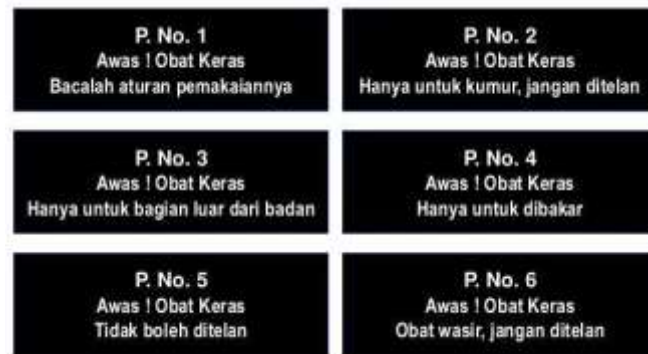 P. No. 1
Awas ! Obat Keras
Bacalah aturan pemakaiannya
P. No. 2
Awas ! Obat Keras
Hanya untuk kumur, jangan ditelan
P. No. 3
Awas ! Obat Keras
Hanya untuk bagian luar dari badan
P. No. 4
Awas ! Obat Keras
Hanya untuk dibakar
P. No. 5
Awas ! Obat Keras
Tidak boleh ditelan
P. No. 6
Awas ! Obat Keras
Obat wasir, jangan ditelan